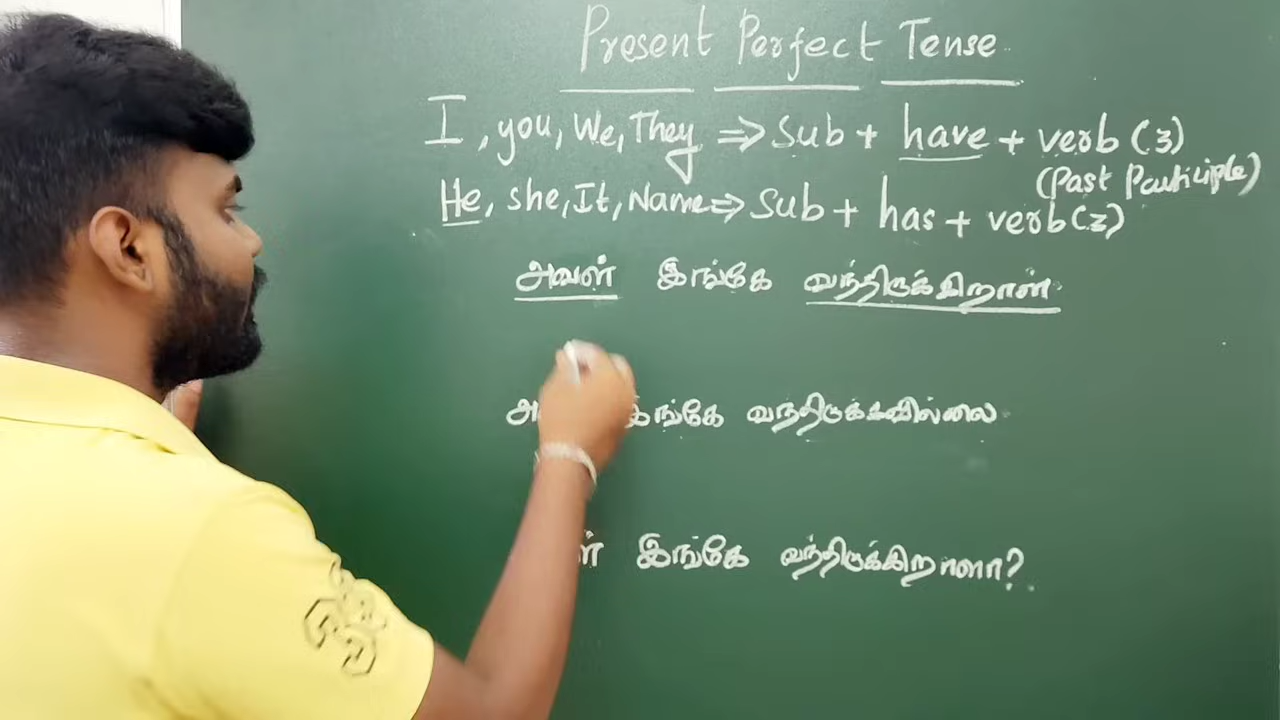 Present Perfect Tense
I, you, We, They ⇒ Sub + have + verb (3)
(Past Participle)
He, she, It, Name ⇒ Sub + has + verb (3)
அவள் இங்கே வந்திருக்கிறாள்
இங்கே வந்திருக்கவில்லை
இங்கே வந்திருக்கிறாளா?